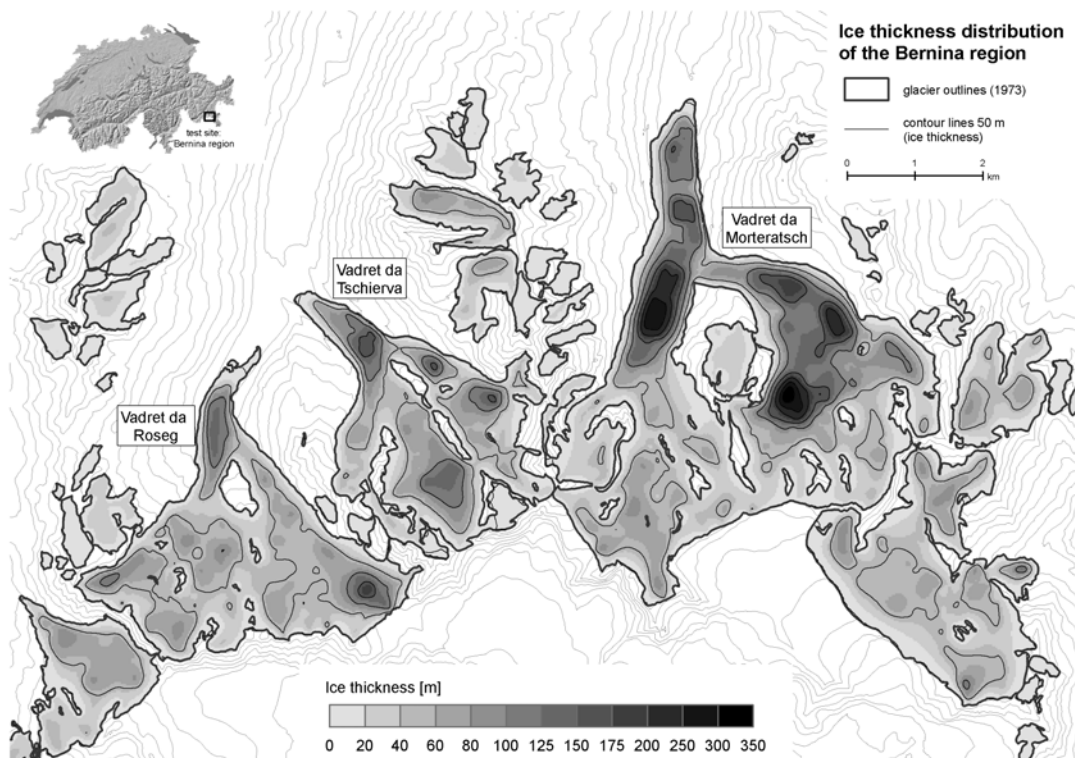 Ice thickness distribution
of the Bernina region
glacier outlines (1973)
contour lines 50 m
(ice thickness)
0 1 2
km
test site:
Bernina region
Vadret da
Morteratsch
Vadret da
Tschierva
Vadret da
Roseg
Ice thickness [m]
0 20 40 60 80 100 125 150 175 200 250 300 350